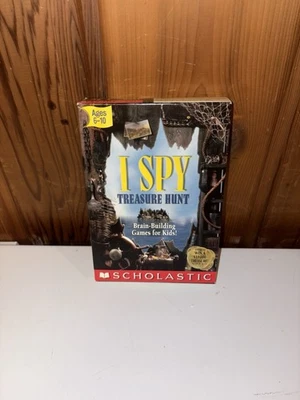 Ages
6-10
I SPY
TREASURE HUNT
Brain-Building
Games for Kids!
SCHOLASTIC